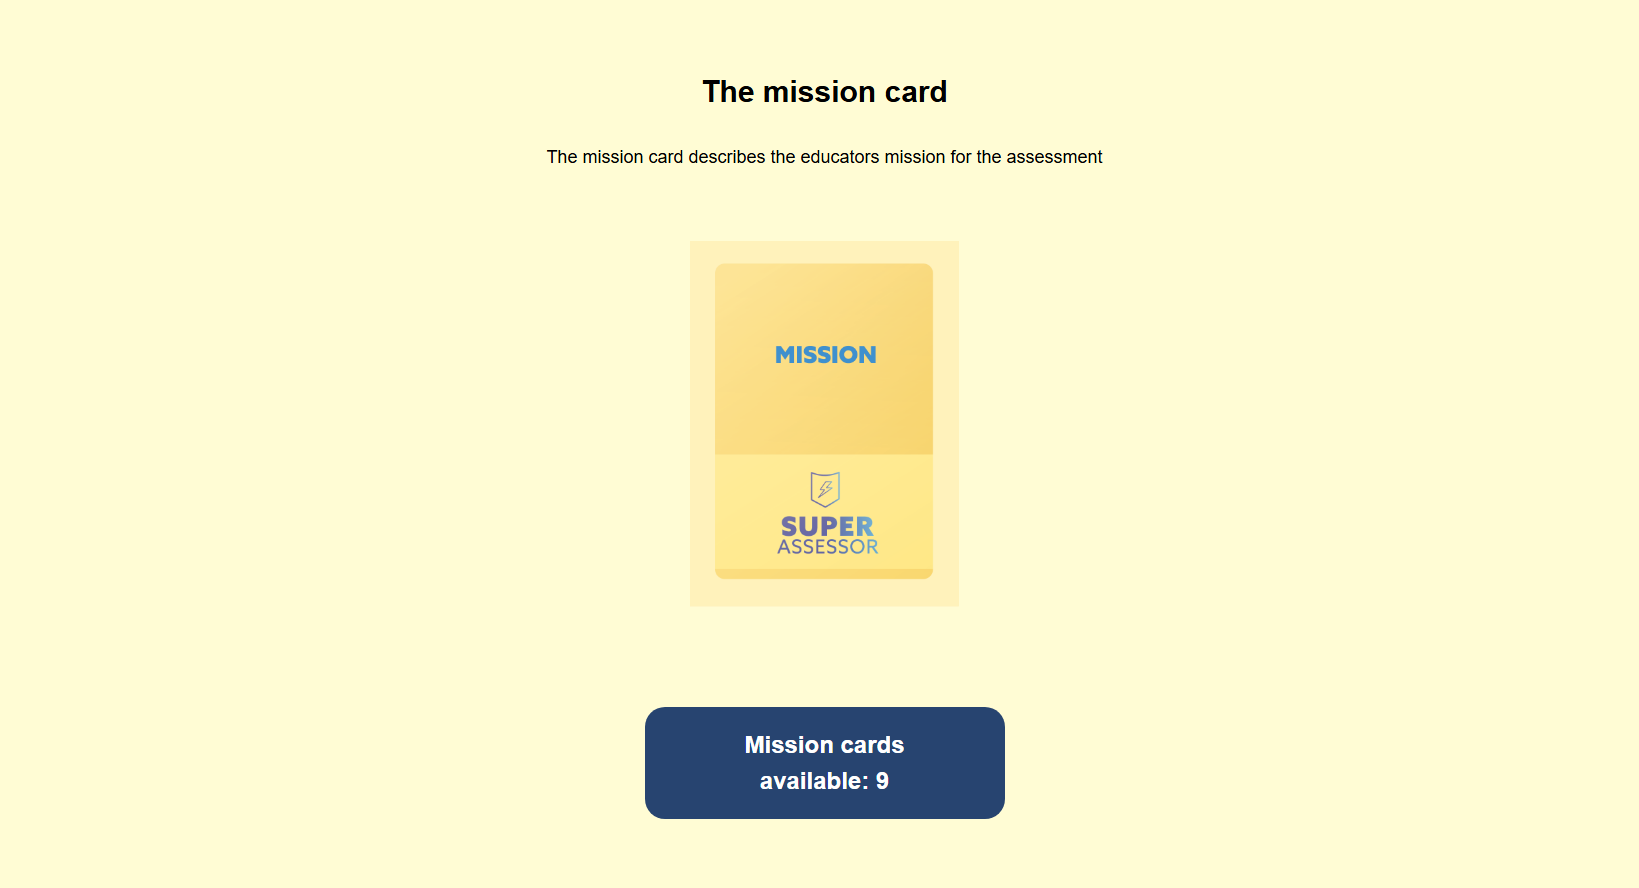 The mission card
The mission card describes the educators mission for the assessment
MISSION
SUPER
ASSESSOR
Mission cards
available: 9